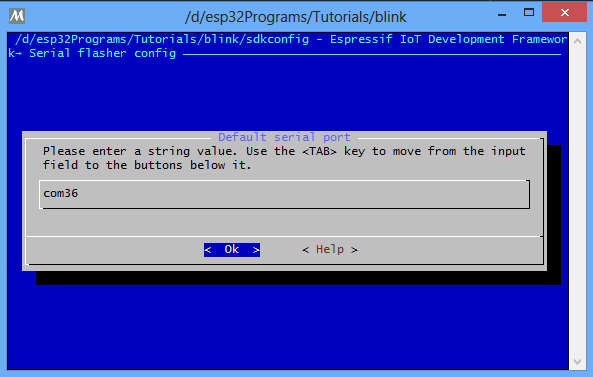 /d/esp32Programs/Tutorials/blink
/d/esp32Programs/Tutorials/blink/sdkconfig - Espressif IoT Development Framewor
k→ Serial flasher config
Default serial port
Please enter a string value. Use the <TAB> key to move from the input
field to the buttons below it.
com36
< Ok > < Help >